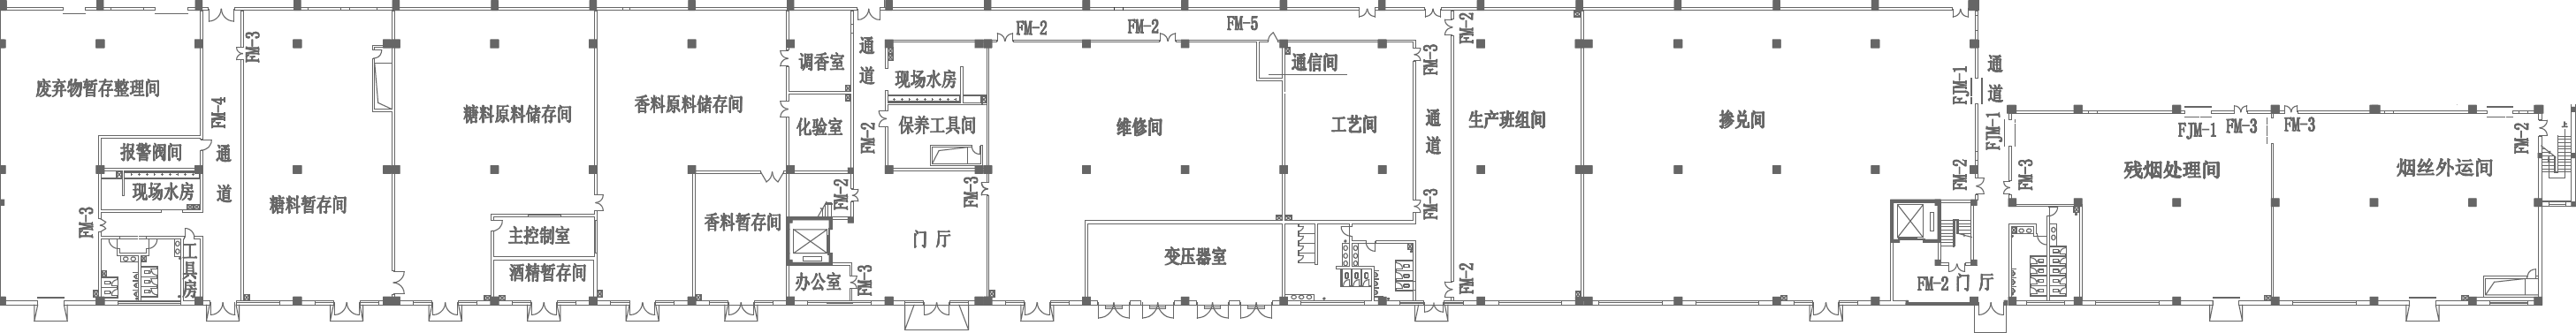 废弃物暂存整理间
报警阀间
现场水房
FM-3
工具房
FM-4
通道
FM-3
糖料暂存间
糖料原料储存间
主控制室
酒精暂存间
香料原料储存间
香料暂存间
调香室
化验室
FM-2
办公室
FM-3
通道
FM-2
现场水房
保养工具间
门厅
FM-3
FM-2
FM-2
FM-5
维修间
变压器室
通信间
工艺间
FM-3
通道
FM-3
FM-2
FM-2
生产班组间
掺兑间
FJM-1
通道
FJM-1
FM-2
FM-3
FM-2 门厅
FJM-1
FM-3
FM-3
残烟处理间
烟丝外运间
FM-2
上